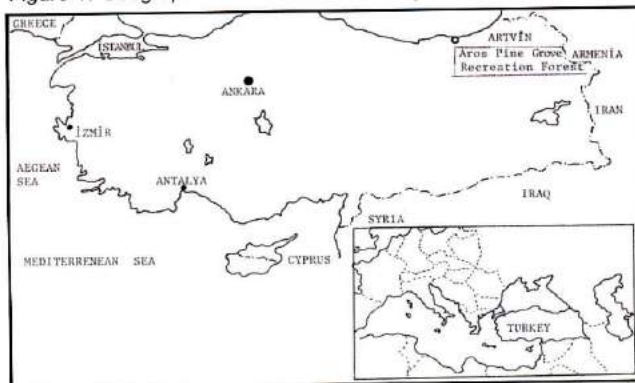 GREECE
İSTANBUL
ARTVİN
Aros Pine Grove
Recreation Forest
ARMENİA
ANKARA
IRAN
İZMİR
AEGEAN
SEA
ANTALYA
IRAQ
SYRIA
MEDITERRENEAN SEA
CYPRUS
TURKEY